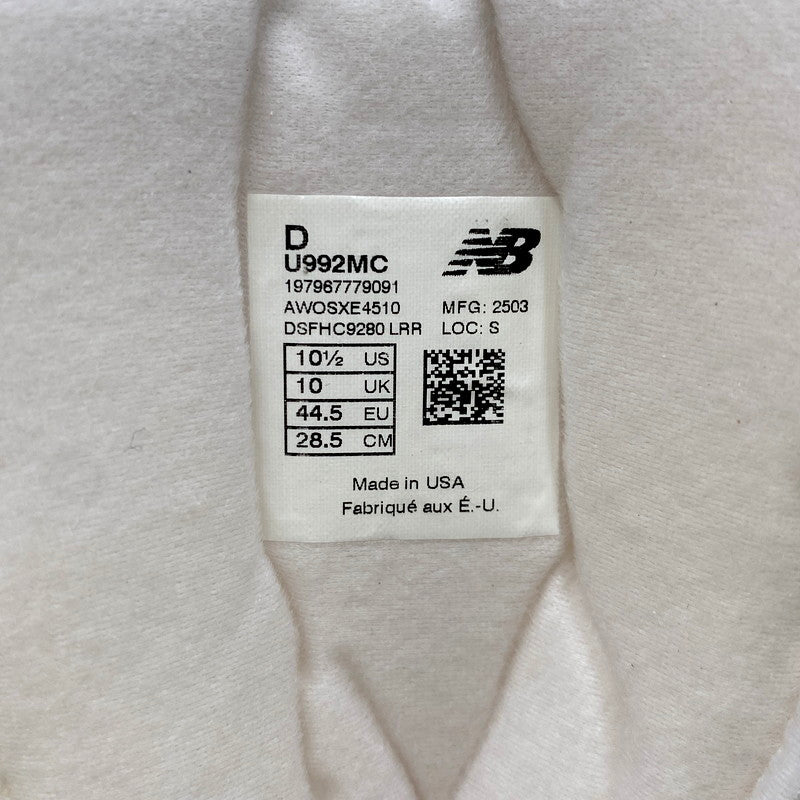 D
NB
U992MC
197967779091
AWOSXE4510 MFG: 2503
DSFHC9280 LRR LOC: S
10½ US
10 UK
44.5 EU
28.5 CM
Made in USA
Fabriqué aux É.-U.